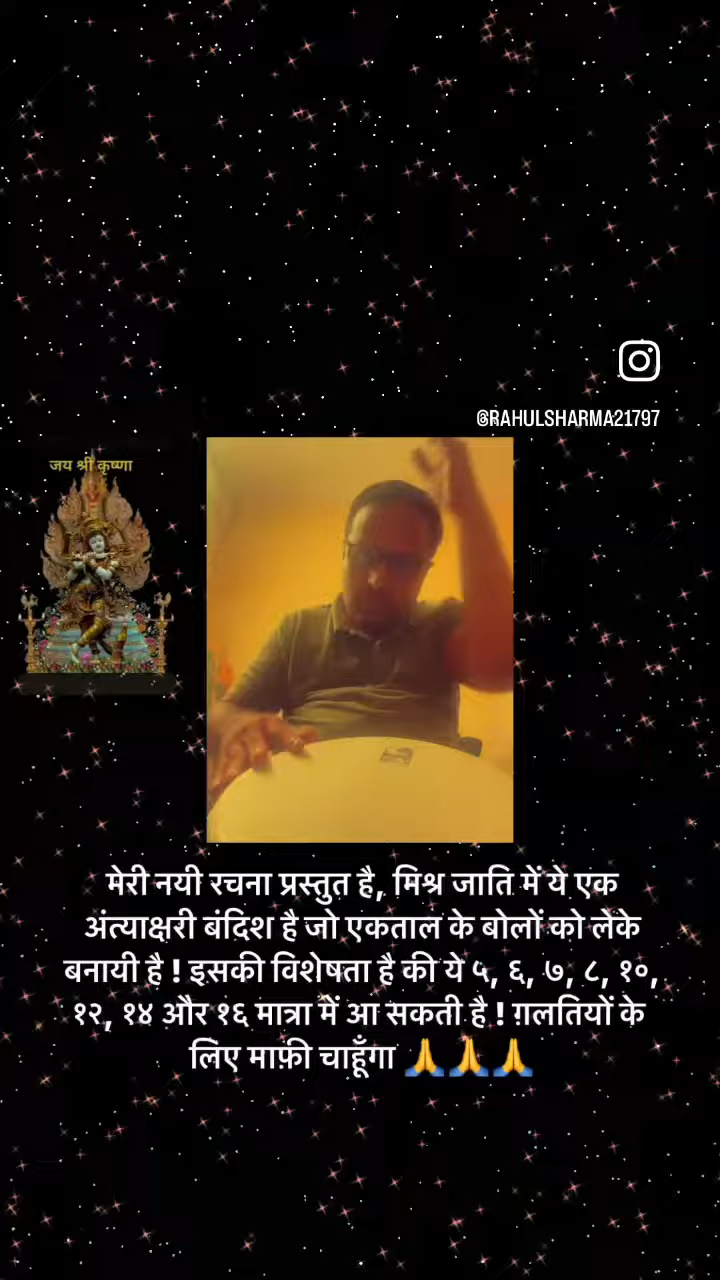 @RAHULSHARMA21797
जय श्री कृष्णा
मेरी नयी रचना प्रस्तुत है, मिश्र जाति में ये एक
अंत्याक्षरी बंदिश है जो एकताल के बोलों को लेके
बनायी है ! इसकी विशेषता है की ये ५, ६, ७, ८, १०,
१२, १४ और १६ मात्रा में आ सकती है ! ग़लतियों के
लिए माफ़ी चाहूँगा 🙏🙏🙏